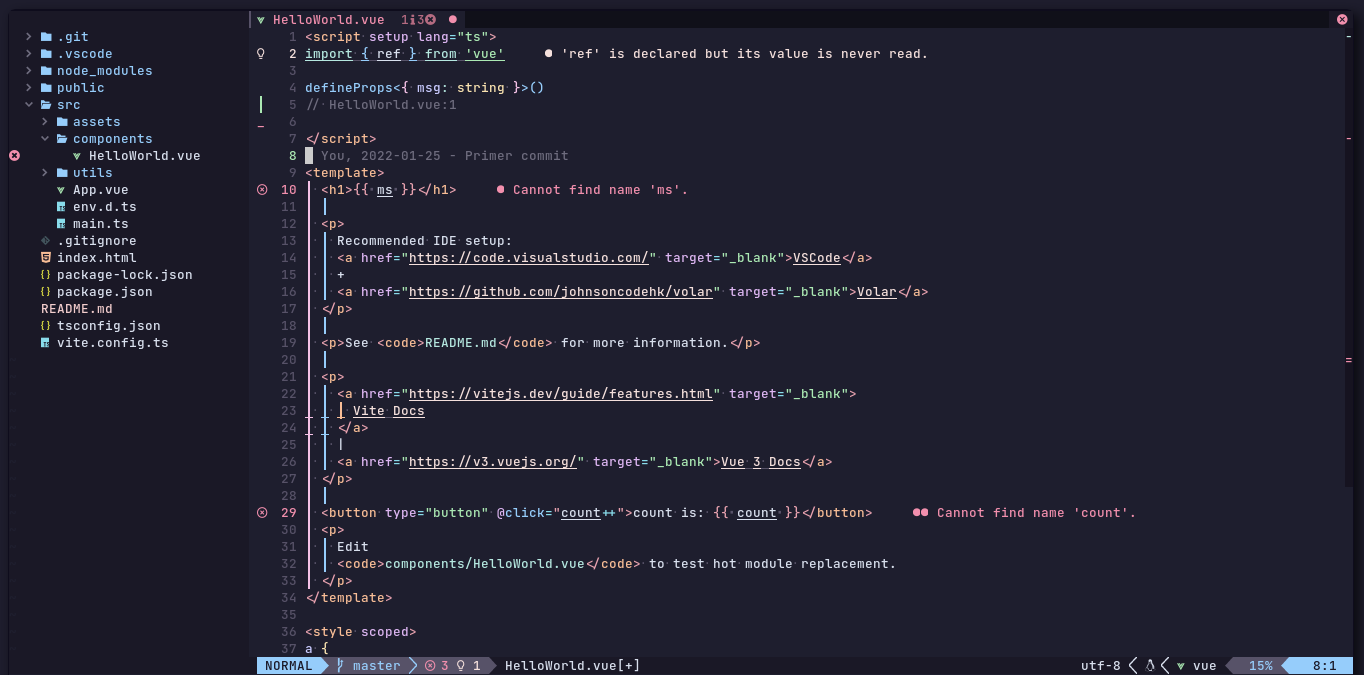 HelloWorld.vue 1 3
.git
.vscode
node_modules
public
src
assets
components
HelloWorld.vue
utils
App.vue
env.d.ts
main.ts
.gitignore
index.html
{} package-lock.json
{} package.json
README.md
{} tsconfig.json
vite.config.ts
1 <script setup lang="ts">
2 import { ref } from 'vue' ● 'ref' is declared but its value is never read.
3
4 defineProps<{ msg: string }>()
5 // HelloWorld.vue:1
6
7 </script>
8 You, 2022-01-25 - Primer commit
9 <template>
10 <h1>{{ ms }}</h1> ● Cannot find name 'ms'.
11
12 <p>
13 Recommended IDE setup:
14 <a href="https://code.visualstudio.com/" target="_blank">VSCode</a>
15 +
16 <a href="https://github.com/johnsoncodehk/volar" target="_blank">Volar</a>
17 </p>
18
19 <p>See <code>README.md</code> for more information.</p>
20
21 <p>
22 <a href="https://vitejs.dev/guide/features.html" target="_blank">
23 Vite Docs
24 </a>
25 |
26 <a href="https://v3.vuejs.org/" target="_blank">Vue 3 Docs</a>
27 </p>
28
29 <button type="button" @click="count++">count is: {{ count }}</button> ●● Cannot find name 'count'.
30 <p>
31 Edit
32 <code>components/HelloWorld.vue</code> to test hot module replacement.
33 </p>
34 </template>
35
36 <style scoped>
37 a {
NORMAL master 3 1 HelloWorld.vue[+] utf-8 vue 15% 8:1